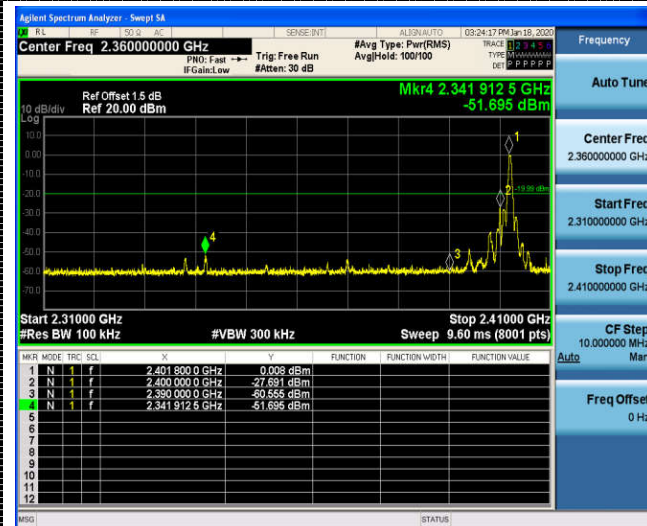 Agilent Spectrum Analyzer - Swept SA
RL RF 50 Ω AC SENSE:INT ALIGNAUTO 03:24:17 PM Jan 18, 2020
Center Freq 2.360000000 GHz
PNO: Fast
IFGain:Low
Trig: Free Run
#Atten: 30 dB
#Avg Type: Pwr(RMS)
Avg|Hold: 100/100
TRACE 1 2 3 4 5 6
TYPE
DET P P P P P P
Ref Offset 1.5 dB
Ref 20.00 dBm
10 dB/div
Log
Mkr4 2.341 912 5 GHz
-51.695 dBm
10.0
0.00
-10.0
-20.0
-30.0
-40.0
-50.0
-60.0
-70.0
1
2
-19.99 dBm
3
4
Start 2.31000 GHz
Stop 2.41000 GHz
#Res BW 100 kHz
#VBW 300 kHz
Sweep 9.60 ms (8001 pts)
MKR MODE TRC SCL X Y FUNCTION FUNCTION WIDTH FUNCTION VALUE
1 N 1 f 2.401 800 0 GHz 0.008 dBm
2 N 1 f 2.400 000 0 GHz -27.691 dBm
3 N 1 f 2.390 000 0 GHz -60.555 dBm
4 N 1 f 2.341 912 5 GHz -51.695 dBm
5
6
7
8
9
10
11
12
MSG STATUS
Frequency
Auto Tune
Center Freq
2.360000000 GHz
Start Freq
2.310000000 GHz
Stop Freq
2.410000000 GHz
CF Step
10.000000 MHz
Auto Man
Freq Offset
0 Hz